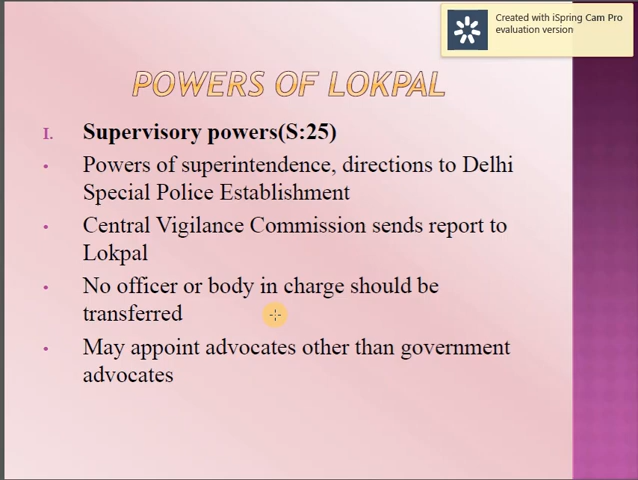 Created with iSpring Cam Pro
evaluation version
POWERS OF LOKPAL
I. Supervisory powers(S:25)
• Powers of superintendence, directions to Delhi
Special Police Establishment
• Central Vigilance Commission sends report to
Lokpal
• No officer or body in charge should be
transferred
• May appoint advocates other than government
advocates